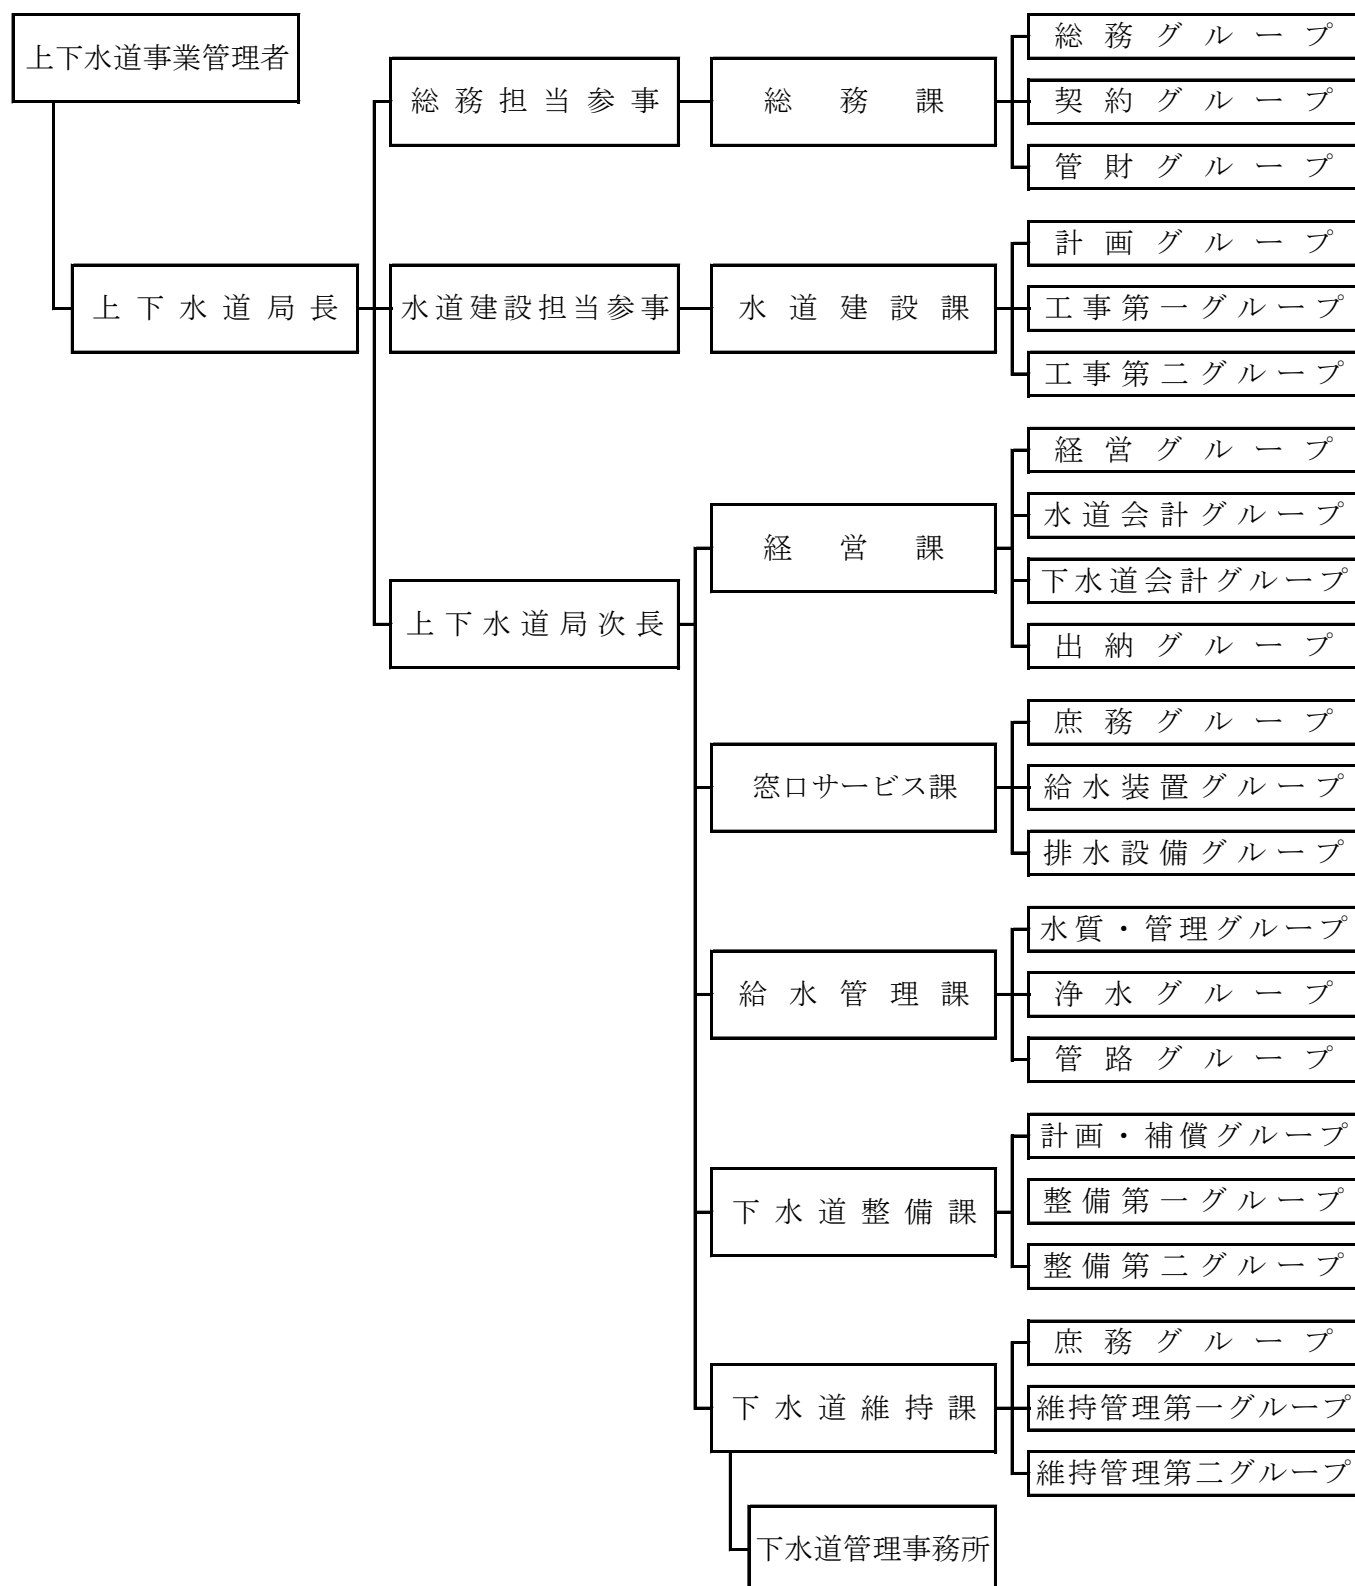 上下水道事業管理者
上下水道局長
総務担当参事
総務課
総務グループ
契約グループ
管財グループ
水道建設担当参事
水道建設課
計画グループ
工事第一グループ
工事第二グループ
上下水道局次長
経営課
経営グループ
水道会計グループ
下水道会計グループ
出納グループ
窓口サービス課
庶務グループ
給水装置グループ
排水設備グループ
給水管理課
水質・管理グループ
浄水グループ
管路グループ
下水道整備課
計画・補償グループ
整備第一グループ
整備第二グループ
下水道維持課
庶務グループ
維持管理第一グループ
維持管理第二グループ
下水道管理事務所